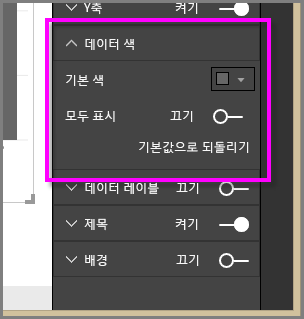 Y축 켜기
데이터 색
기본 색
모두 표시 끄기
기본값으로 되돌리기
데이터 레이블 끄기
제목 켜기
배경 끄기